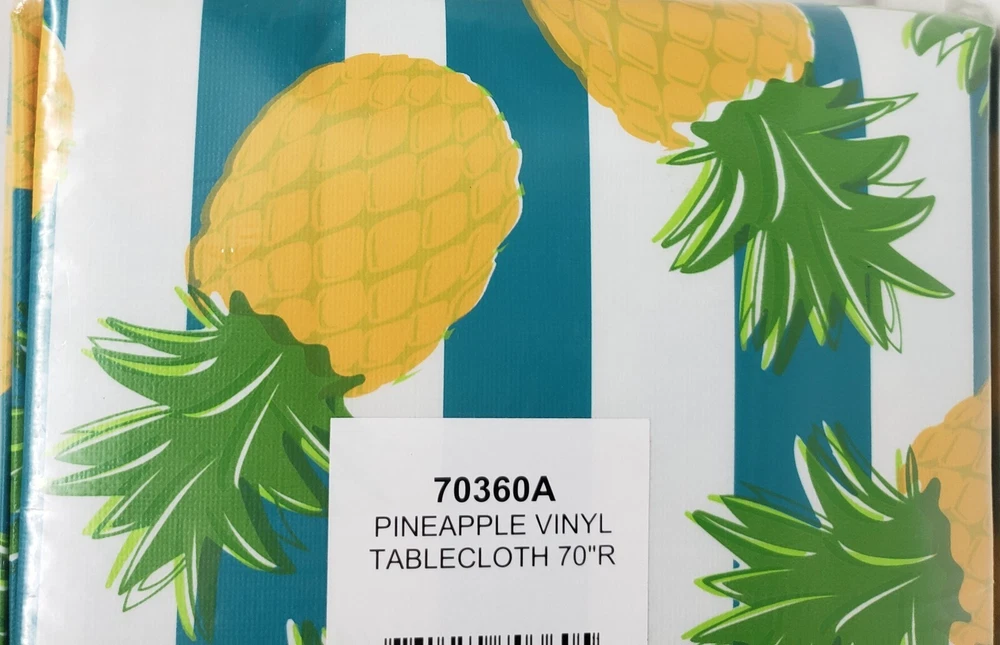 70360A
PINEAPPLE VINYL
TABLECLOTH 70"R